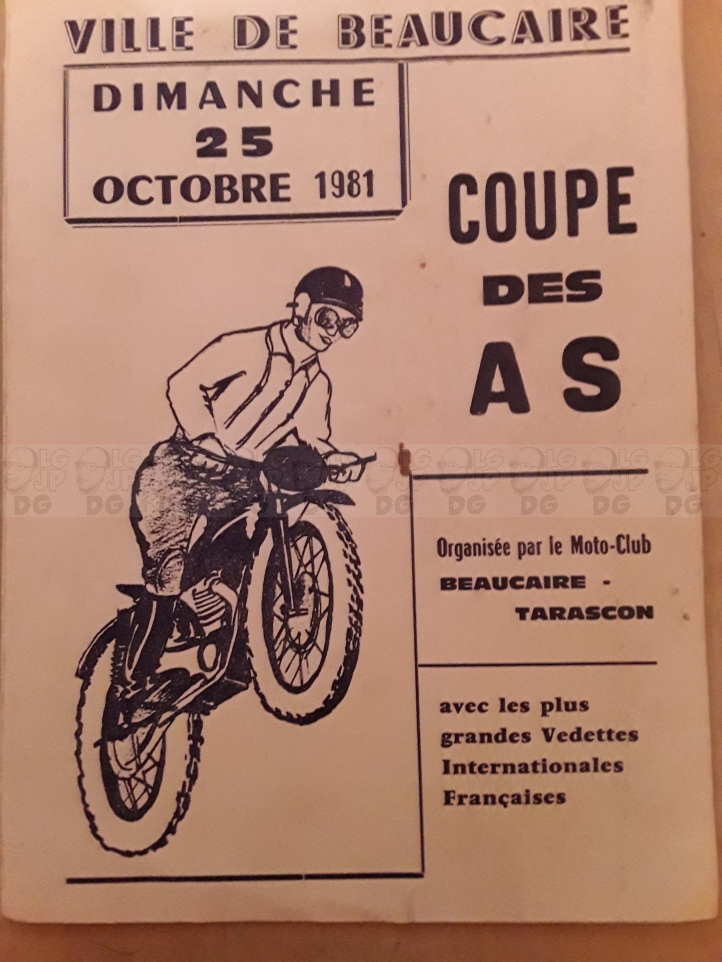 VILLE DE BEAUCAIRE
DIMANCHE
25
OCTOBRE 1981
COUPE
DES
AS
Organisée par le Moto-Club
BEAUCAIRE -
TARASCON
avec les plus
grandes Vedettes
Internationales
Françaises